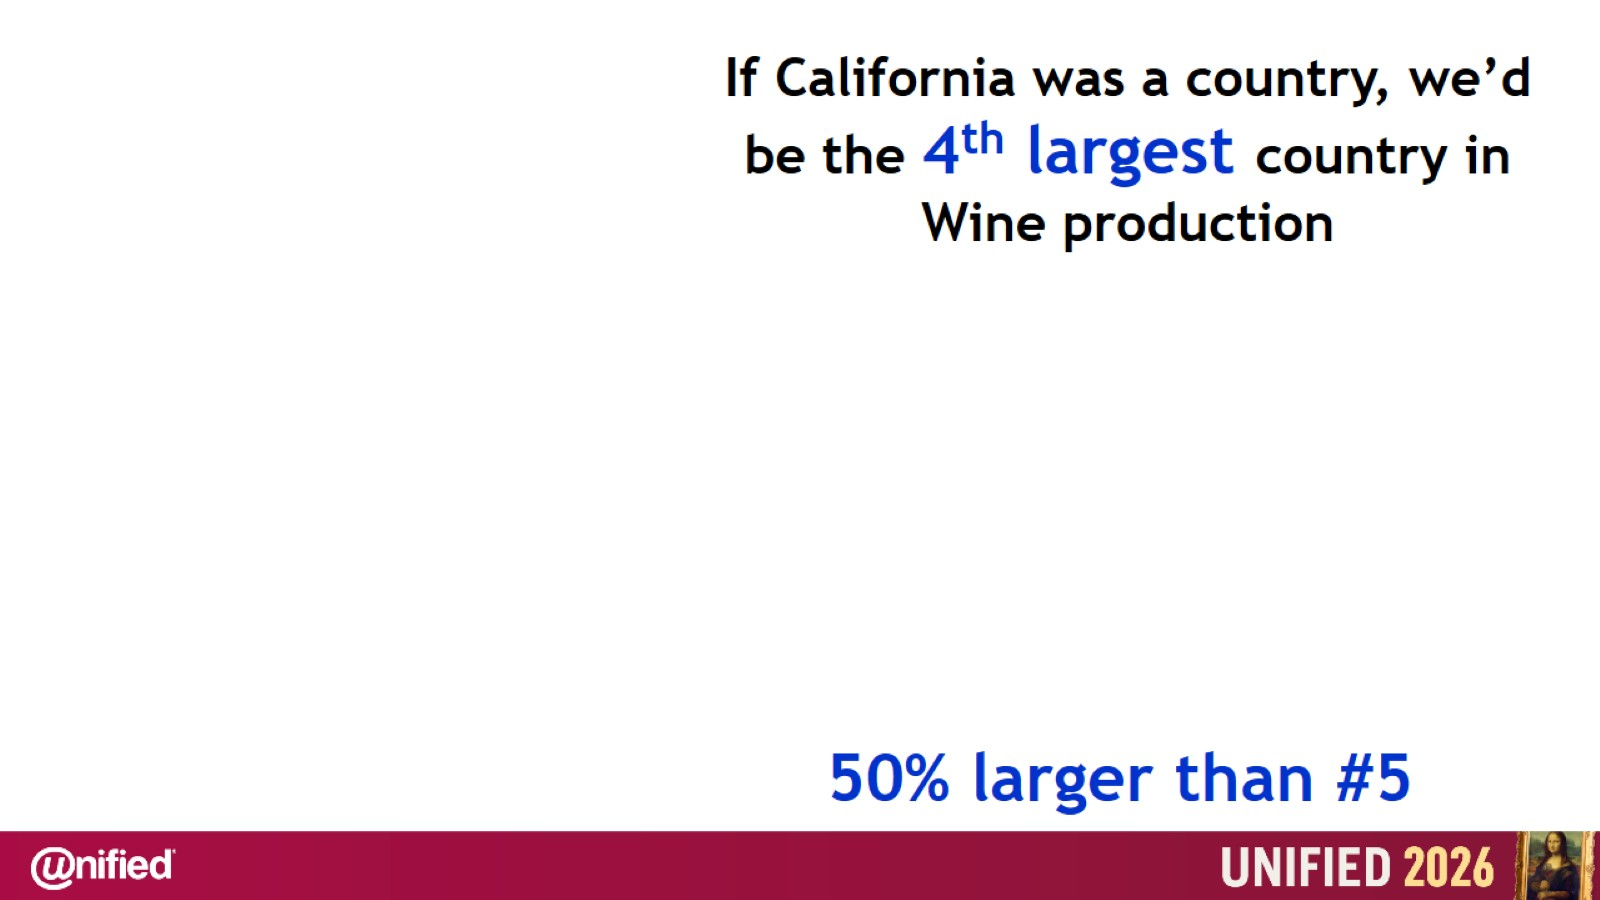 If California was a country, we’d
be the 4th largest country in
Wine production
50% larger than #5
@unified
UNIFIED 2026